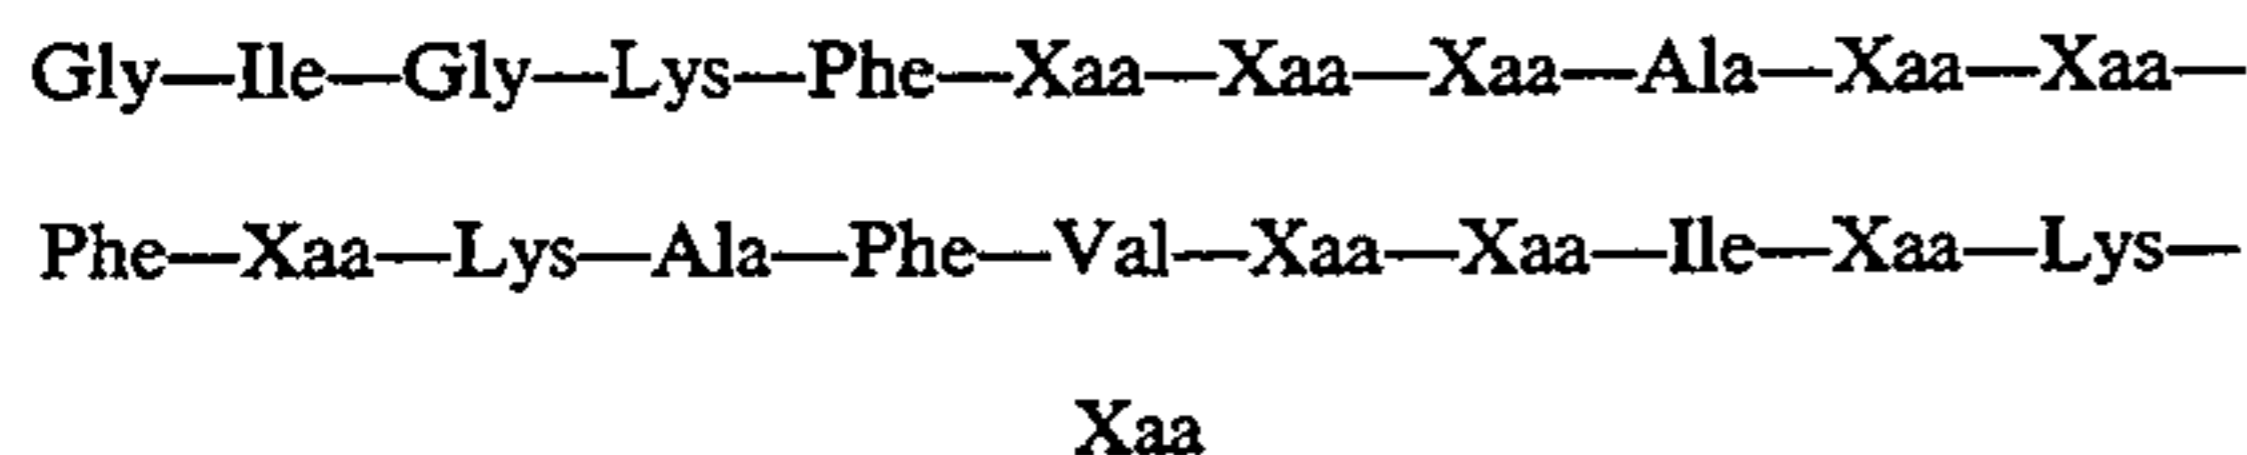 Gly—Ile—Gly—Lys—Phe—Xaa—Xaa—Xaa—Ala—Xaa—Xaa—
Phe—Xaa—Lys—Ala—Phe—Val—Xaa—Xaa—Ile—Xaa—Lys—
Xaa